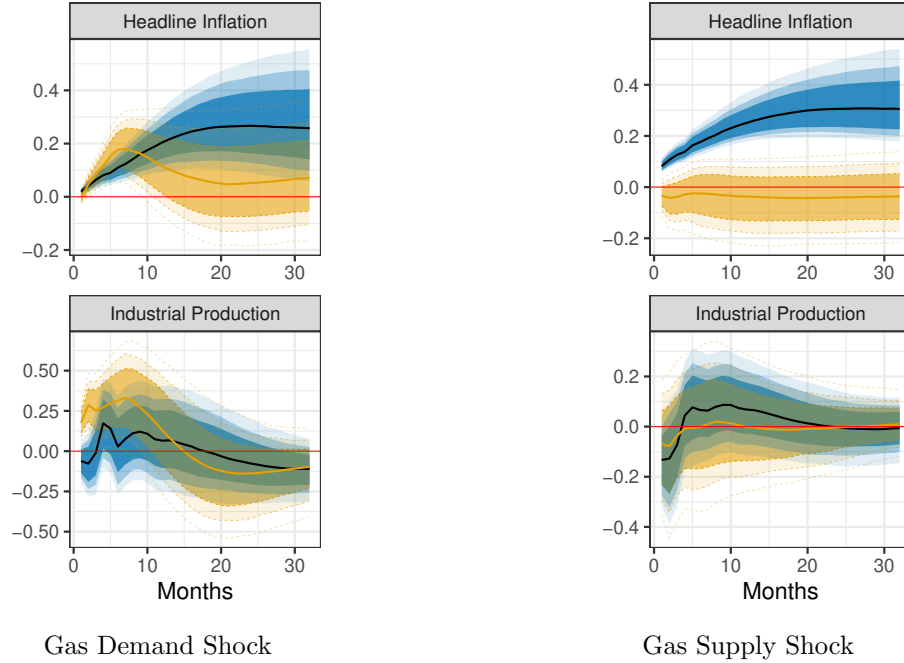 Headline Inflation
0.4
0.2
0.0
−0.2
0 10 20 30
Industrial Production
0.50
0.25
0.00
−0.25
−0.50
0 10 20 30
Months
Gas Demand Shock
Headline Inflation
0.4
0.2
0.0
−0.2
0 10 20 30
Industrial Production
0.2
0.0
−0.2
−0.4
0 10 20 30
Months
Gas Supply Shock